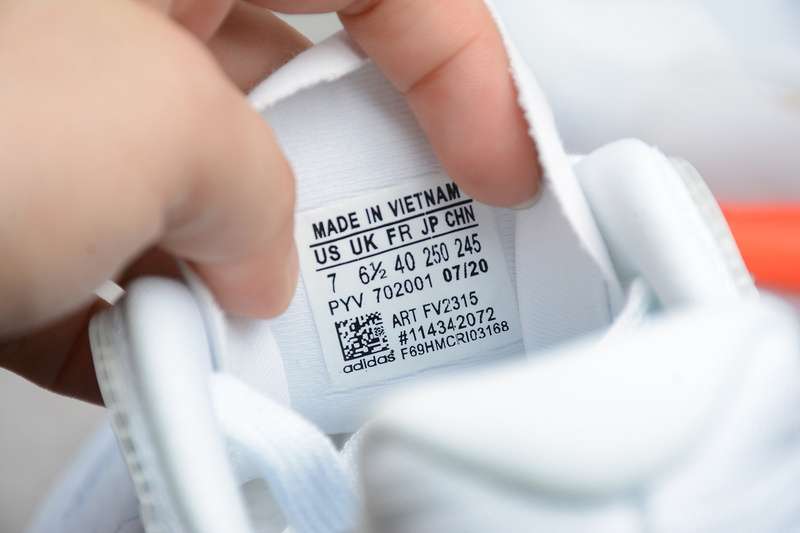 MADE IN VIETNAM
US UK FR JP CHN
7 6½ 40 250 245
PYV 702001 07/20
ART FV2315
#114342072
F69HMCRI03168
adidas